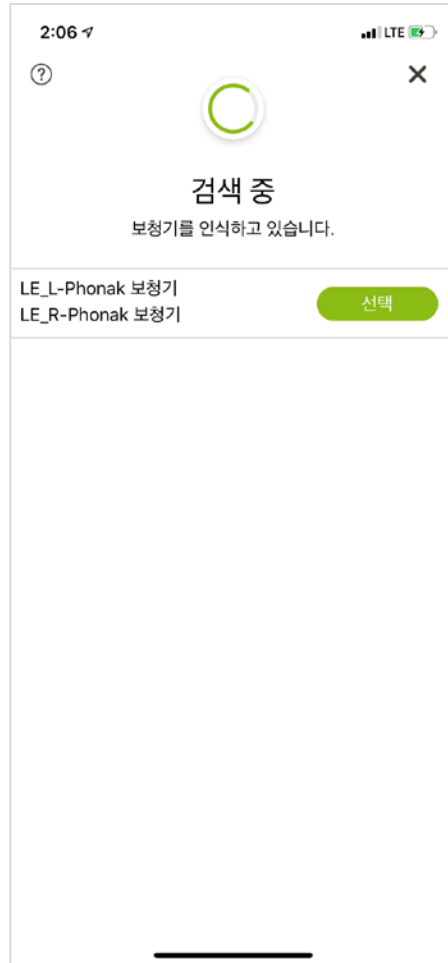 2:06
LTE
?
검색 중
보청기를 인식하고 있습니다.
LE_L-Phonak 보청기
LE_R-Phonak 보청기
선택